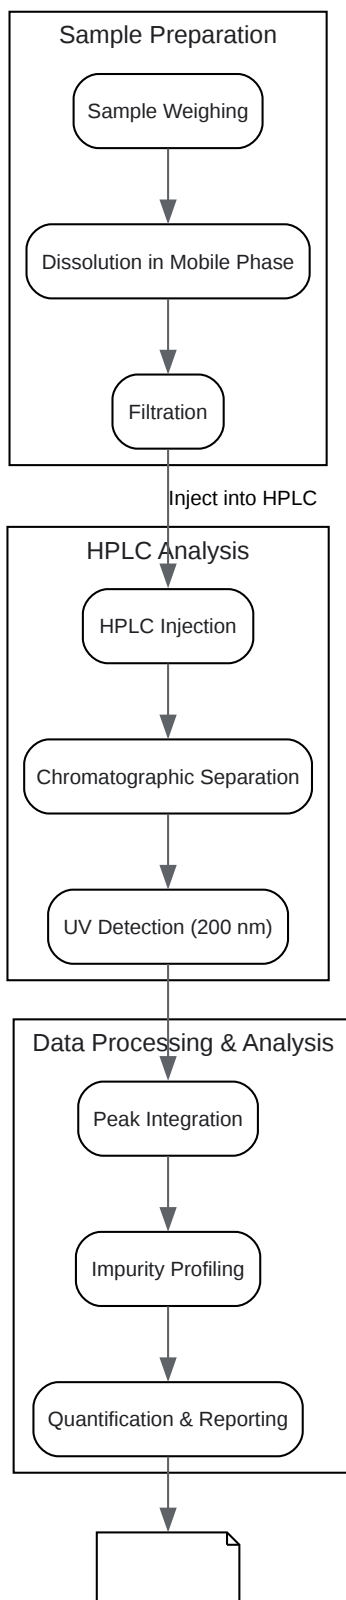 Sample Preparation
Sample Weighing
Dissolution in Mobile Phase
Filtration
Inject into HPLC
HPLC Analysis
HPLC Injection
Chromatographic Separation
UV Detection (200 nm)
Data Processing & Analysis
Peak Integration
Impurity Profiling
Quantification & Reporting